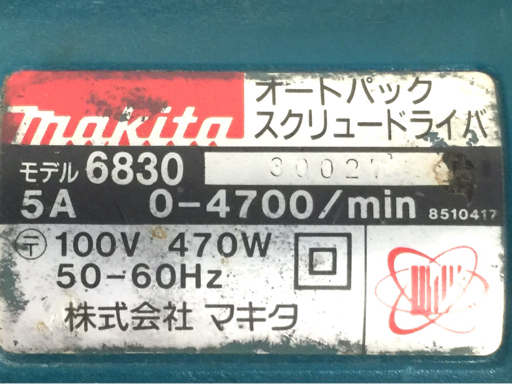 makita オートパック
スクリュードライバ
モデル 6830
5A 0-4700/min 8510417
〒 100V 470W
50-60Hz
株式会社 マキタ